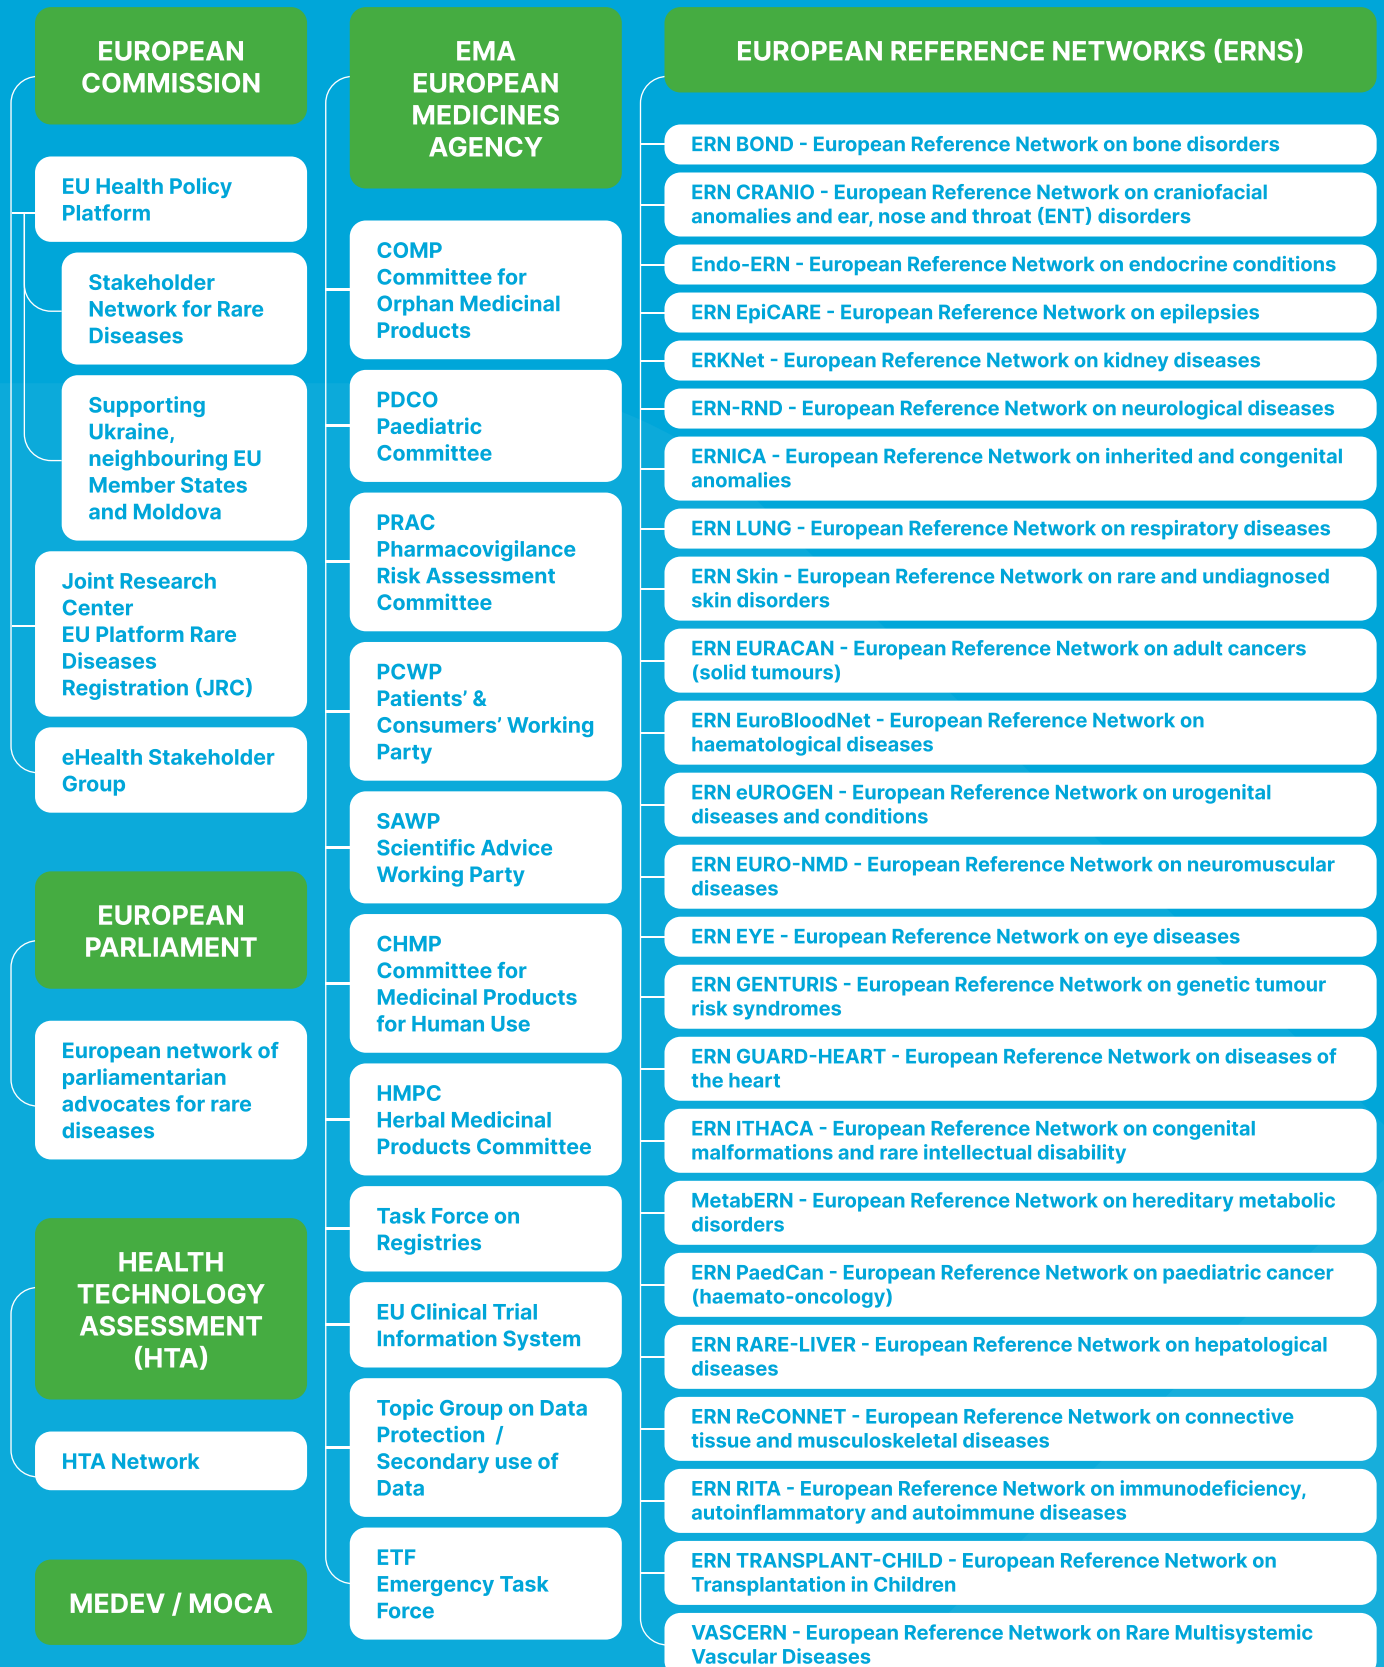 EUROPEAN
COMMISSION
EU Health Policy
Platform
Stakeholder
Network for Rare
Diseases
Supporting
Ukraine,
neighbouring EU
Member States
and Moldova
Joint Research
Center
EU Platform Rare
Diseases
Registration (JRC)
eHealth Stakeholder
Group
EUROPEAN
PARLIAMENT
European network of
parliamentarian
advocates for rare
diseases
HEALTH
TECHNOLOGY
ASSESSMENT
(HTA)
HTA Network
MEDEV / MOCA
EMA
EUROPEAN
MEDICINES
AGENCY
COMP
Committee for
Orphan Medicinal
Products
PDCO
Paediatric
Committee
PRAC
Pharmacovigilance
Risk Assessment
Committee
PCWP
Patients’ &
Consumers’ Working
Party
SAWP
Scientific Advice
Working Party
CHMP
Committee for
Medicinal Products
for Human Use
HMPC
Herbal Medicinal
Products Committee
Task Force on
Registries
EU Clinical Trial
Information System
Topic Group on Data
Protection /
Secondary use of
Data
ETF
Emergency Task
Force
EUROPEAN REFERENCE NETWORKS (ERNS)
ERN BOND - European Reference Network on bone disorders
ERN CRANIO - European Reference Network on craniofacial
anomalies and ear, nose and throat (ENT) disorders
Endo-ERN - European Reference Network on endocrine conditions
ERN EpiCARE - European Reference Network on epilepsies
ERKNet - European Reference Network on kidney diseases
ERN-RND - European Reference Network on neurological diseases
ERNICA - European Reference Network on inherited and congenital
anomalies
ERN LUNG - European Reference Network on respiratory diseases
ERN Skin - European Reference Network on rare and undiagnosed
skin disorders
ERN EURACAN - European Reference Network on adult cancers
(solid tumours)
ERN EuroBloodNet - European Reference Network on
haematological diseases
ERN eUROGEN - European Reference Network on urogenital
diseases and conditions
ERN EURO-NMD - European Reference Network on neuromuscular
diseases
ERN EYE - European Reference Network on eye diseases
ERN GENTURIS - European Reference Network on genetic tumour
risk syndromes
ERN GUARD-HEART - European Reference Network on diseases of
the heart
ERN ITHACA - European Reference Network on congenital
malformations and rare intellectual disability
MetabERN - European Reference Network on hereditary metabolic
disorders
ERN PaedCan - European Reference Network on paediatric cancer
(haemato-oncology)
ERN RARE-LIVER - European Reference Network on hepatological
diseases
ERN ReCONNET - European Reference Network on connective
tissue and musculoskeletal diseases
ERN RITA - European Reference Network on immunodeficiency,
autoinflammatory and autoimmune diseases
ERN TRANSPLANT-CHILD - European Reference Network on
Transplantation in Children
VASCERN - European Reference Network on Rare Multisystemic
Vascular Diseases